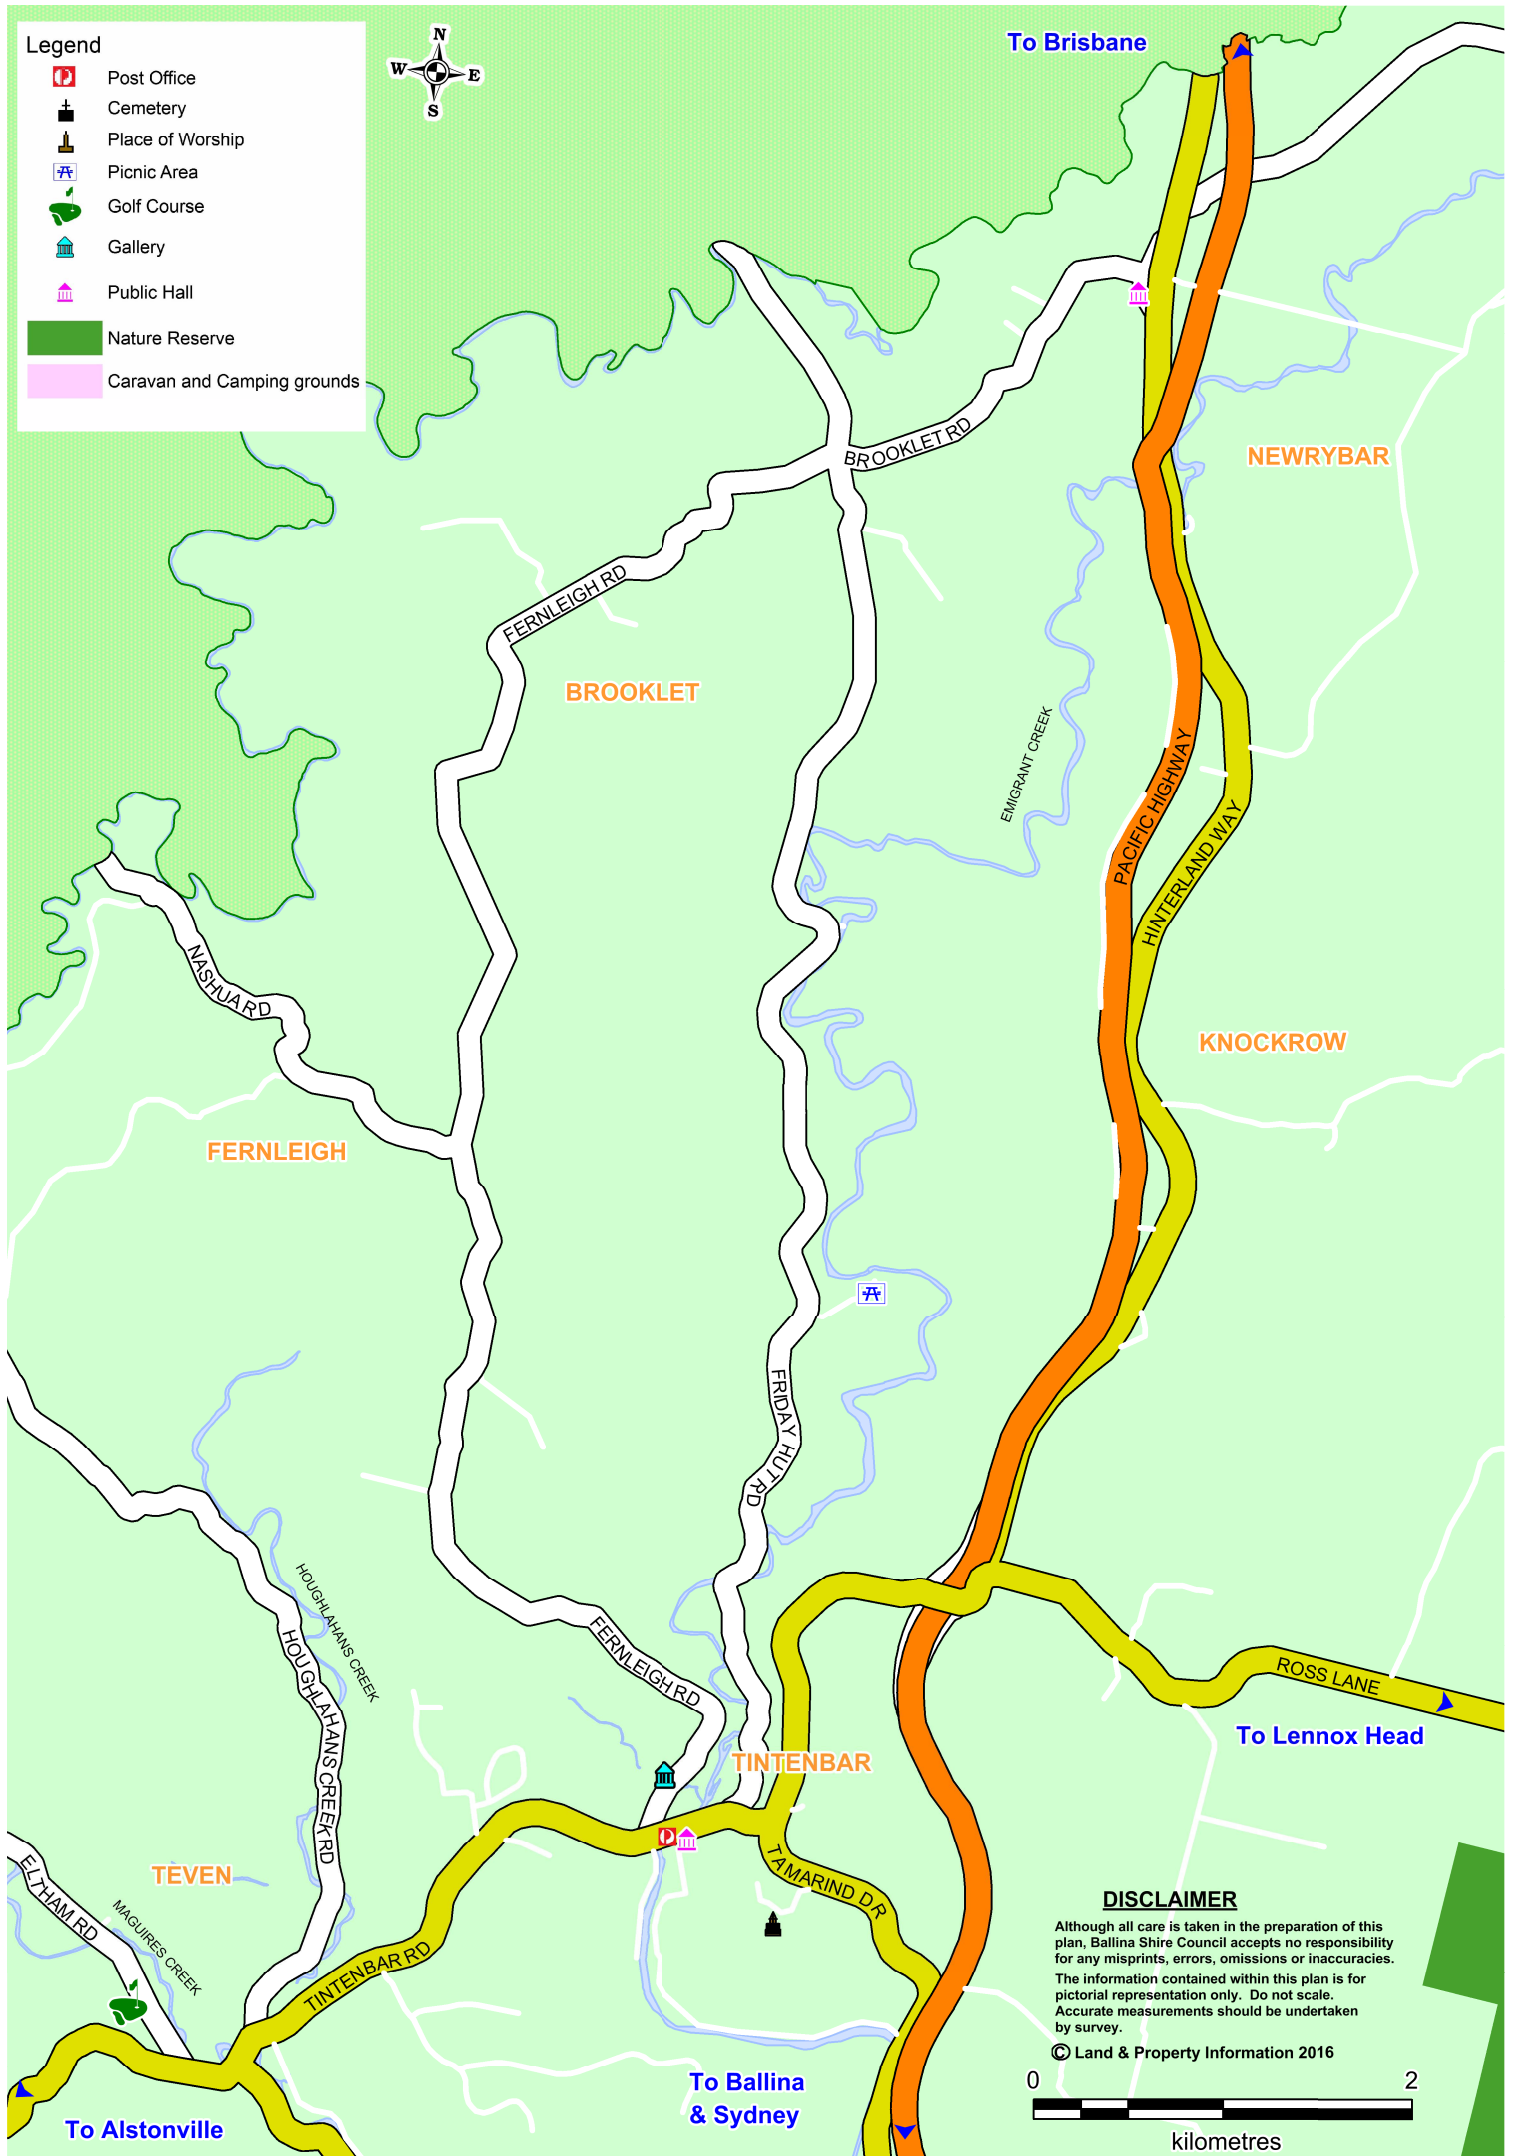 Legend
Post Office
Cemetery
Place of Worship
Picnic Area
Golf Course
Gallery
Public Hall
Nature Reserve
Caravan and Camping grounds
N
W
E
S
To Brisbane
BROOKLET RD
NEWRYBAR
FERNLEIGH RD
BROOKLET
EMIGRANT CREEK
PACIFIC HIGHWAY
HINTERLAND WAY
NASHUA RD
KNOCKROW
FERNLEIGH
FRIDAY HUT RD
HOUGHLAHANS CREEK
HOUGHLAHANS CREEK RD
FERNLEIGH RD
ROSS LANE
To Lennox Head
TINTENBAR
TEVEN
ELTHAM RD
MAGUIRES CREEK
TAMARIND DR
TINTENBAR RD
DISCLAIMER
Although all care is taken in the preparation of this
plan, Ballina Shire Council accepts no responsibility
for any misprints, errors, omissions or inaccuracies.
The information contained within this plan is for
pictorial representation only. Do not scale.
Accurate measurements should be undertaken
by survey.
© Land & Property Information 2016
0
2
kilometres
To Ballina
& Sydney
To Alstonville